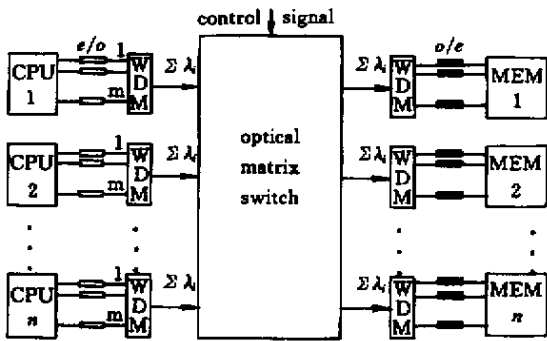 control signal
e/o
o/e
CPU
1
1
m
W
D
M
Σ λi
Σ λi
W
D
M
MEM
1
CPU
2
1
m
W
D
M
Σ λi
optical
matrix
switch
Σ λi
W
D
M
MEM
2
CPU
n
1
m
W
D
M
Σ λi
Σ λi
W
D
M
MEM
n